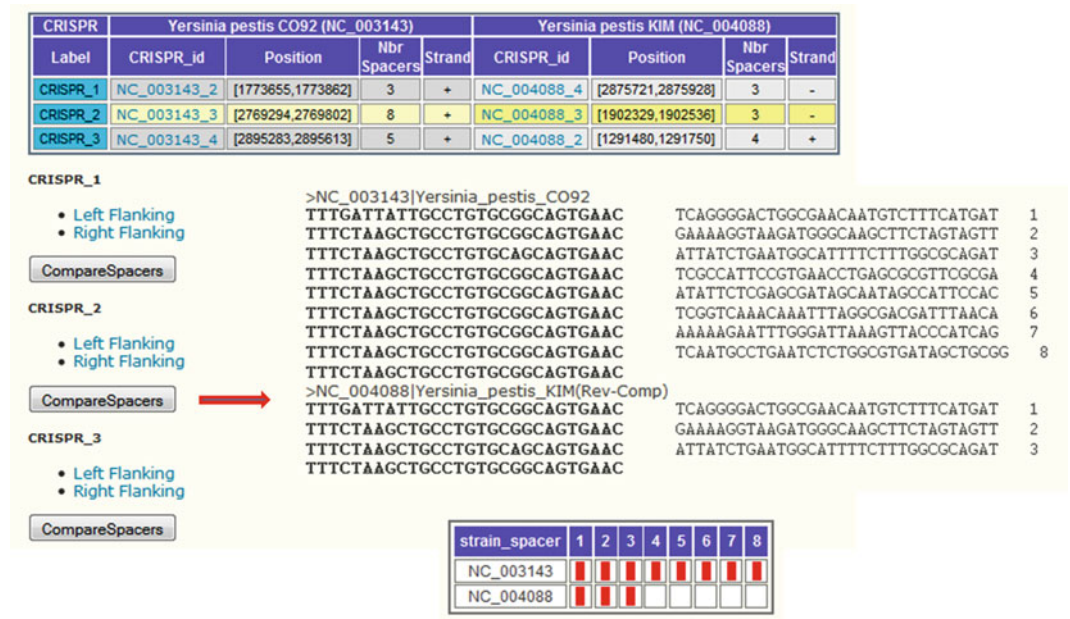 CRISPR Yersinia pestis CO92 (NC_003143) Yersinia pestis KIM (NC_004088)
Label CRISPR_id Position Nbr Spacers Strand CRISPR_id Position Nbr Spacers Strand
CRISPR_1 NC_003143_2 [1773655,1773862] 3 + NC_004088_4 [2875721,2875928] 3 -
CRISPR_2 NC_003143_3 [2769294,2769802] 8 + NC_004088_3 [1902329,1902536] 3 -
CRISPR_3 NC_003143_4 [2895283,2895613] 5 + NC_004088_2 [1291480,1291750] 4 +
CRISPR_1
• Left Flanking
• Right Flanking
CompareSpacers
CRISPR_2
• Left Flanking
• Right Flanking
CompareSpacers
CRISPR_3
• Left Flanking
• Right Flanking
CompareSpacers
>NC_003143|Yersinia_pestis_CO92
TTTGATTATTGCCTGTGCGGCAGTGAAC TCAGGGGACTGGCGAACAATGTCTTTCATGAT 1
TTTCTAAGCTGCCTGTGCGGCAGTGAAC GAAAAGGTAAGATGGGCAAGCTTCTAGTAGTT 2
TTTCTAAGCTGCCTGTGCAGCAGTGAAC ATTATCTGAATGGCATTTTCTTTGGCGCAGAT 3
TTTCTAAGCTGCCTGTGCGGCAGTGAAC TCGCCATTCCGTGAACCTGAGCGCGTTCGCGA 4
TTTCTAAGCTGCCTGTGCGGCAGTGAAC ATATTCTCGAGCGATAGCAATAGCCATTCCAC 5
TTTCTAAGCTGCCTGTGCGGCAGTGAAC TCGGTCAAACAAATTTAGGCGACGATTTAACA 6
TTTCTAAGCTGCCTGTGCGGCAGTGAAC AAAAAGAATTTGGGATTAAAGTTACCCATCAG 7
TTTCTAAGCTGCCTGTGCGGCAGTGAAC TCAATGCCTGAATCTCTGGCGTGATAGCTGCGG 8
TTTCTAAGCTGCCTGTGCGGCAGTGAAC
>NC_004088|Yersinia_pestis_KIM(Rev-Comp)
TTTGATTATTGCCTGTGCGGCAGTGAAC TCAGGGGACTGGCGAACAATGTCTTTCATGAT 1
TTTCTAAGCTGCCTGTGCGGCAGTGAAC GAAAAGGTAAGATGGGCAAGCTTCTAGTAGTT 2
TTTCTAAGCTGCCTGTGCAGCAGTGAAC ATTATCTGAATGGCATTTTCTTTGGCGCAGAT 3
TTTCTAAGCTGCCTGTGCGGCAGTGAAC
strain_spacer 1 2 3 4 5 6 7 8
NC_003143
NC_004088